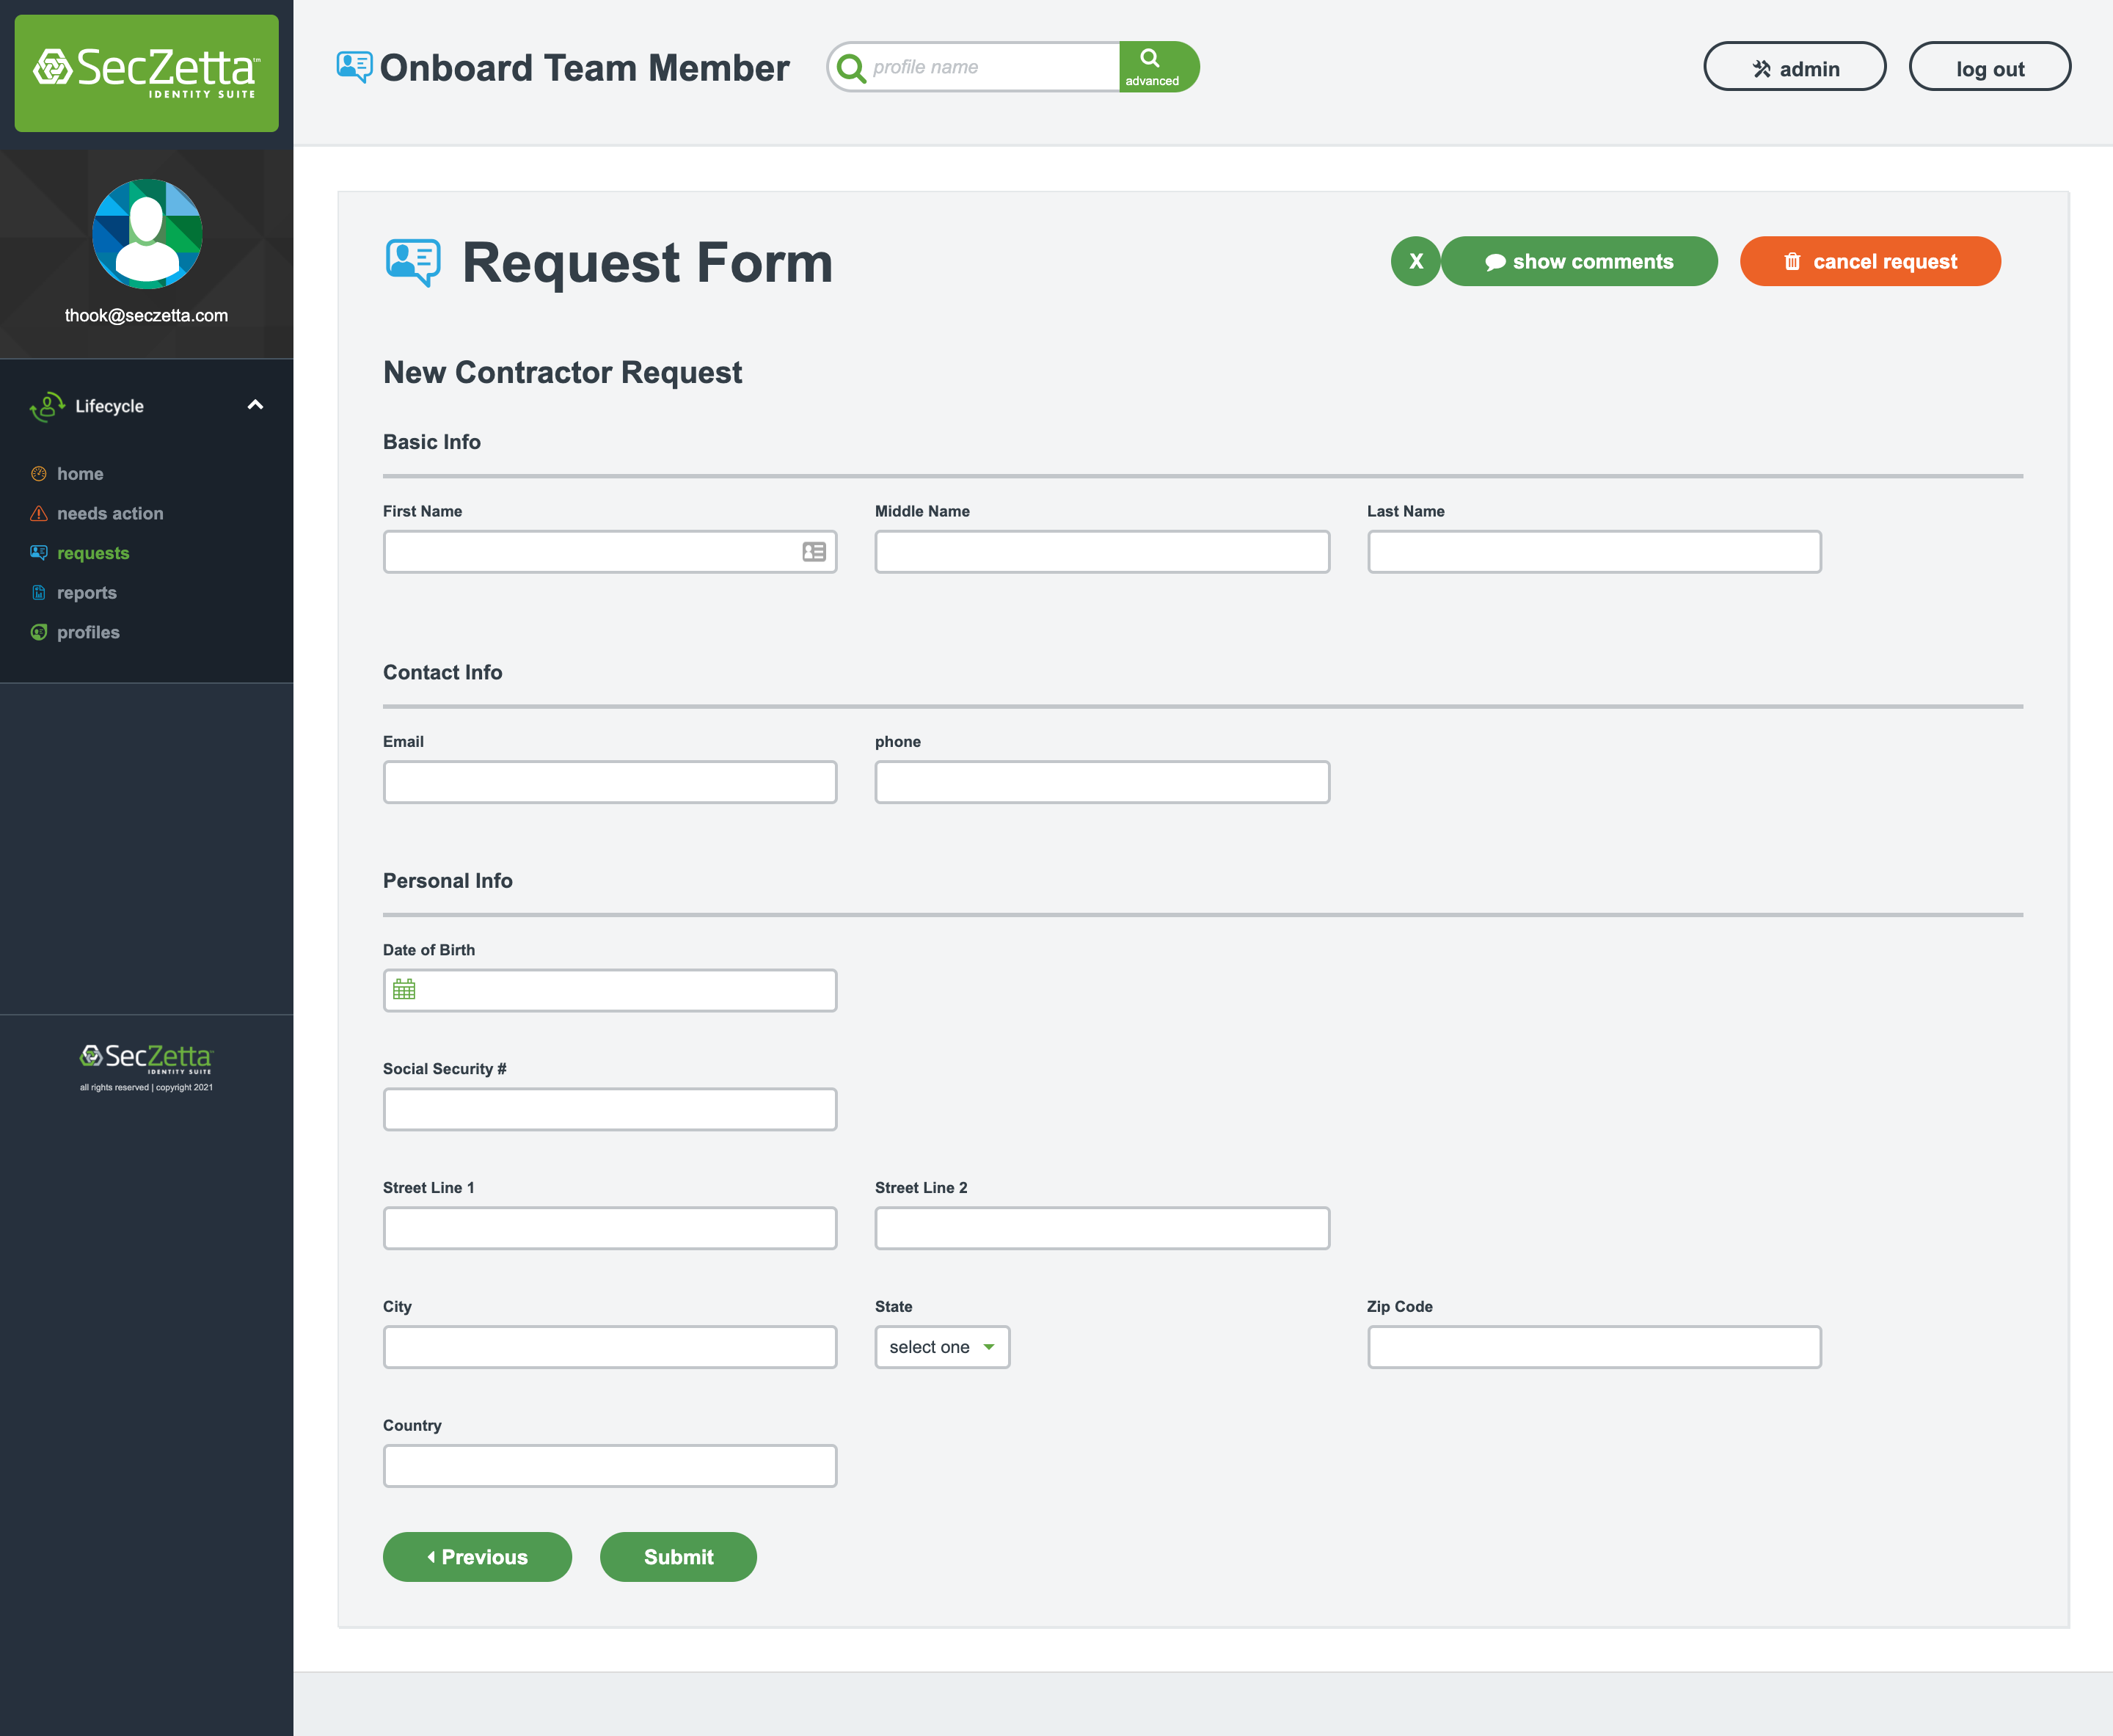 SecZetta™
IDENTITY SUITE
thook@seczetta.com
Lifecycle
home
needs action
requests
reports
profiles
SecZetta
IDENTITY SUITE
all rights reserved | copyright 2021
Onboard Team Member
profile name
advanced
admin
log out
Request Form
X show comments
cancel request
New Contractor Request
Basic Info
First Name Middle Name Last Name
Contact Info
Email phone
Personal Info
Date of Birth
Social Security #
Street Line 1 Street Line 2
City State Zip Code
select one
Country
Previous Submit